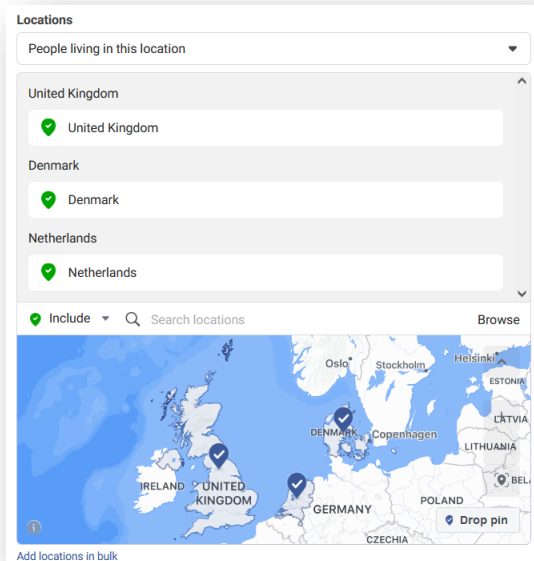 Locations
People living in this location
United Kingdom
United Kingdom
Denmark
Denmark
Netherlands
Netherlands
Include
Search locations
Browse
Oslo
Stockholm
Helsinki
ESTONIA
LATVIA
DENMARK
Copenhagen
LITHUANIA
IRELAND
UNITED
KINGDOM
BELA
POLAND
GERMANY
Drop pin
CZECHIA
Add locations in bulk